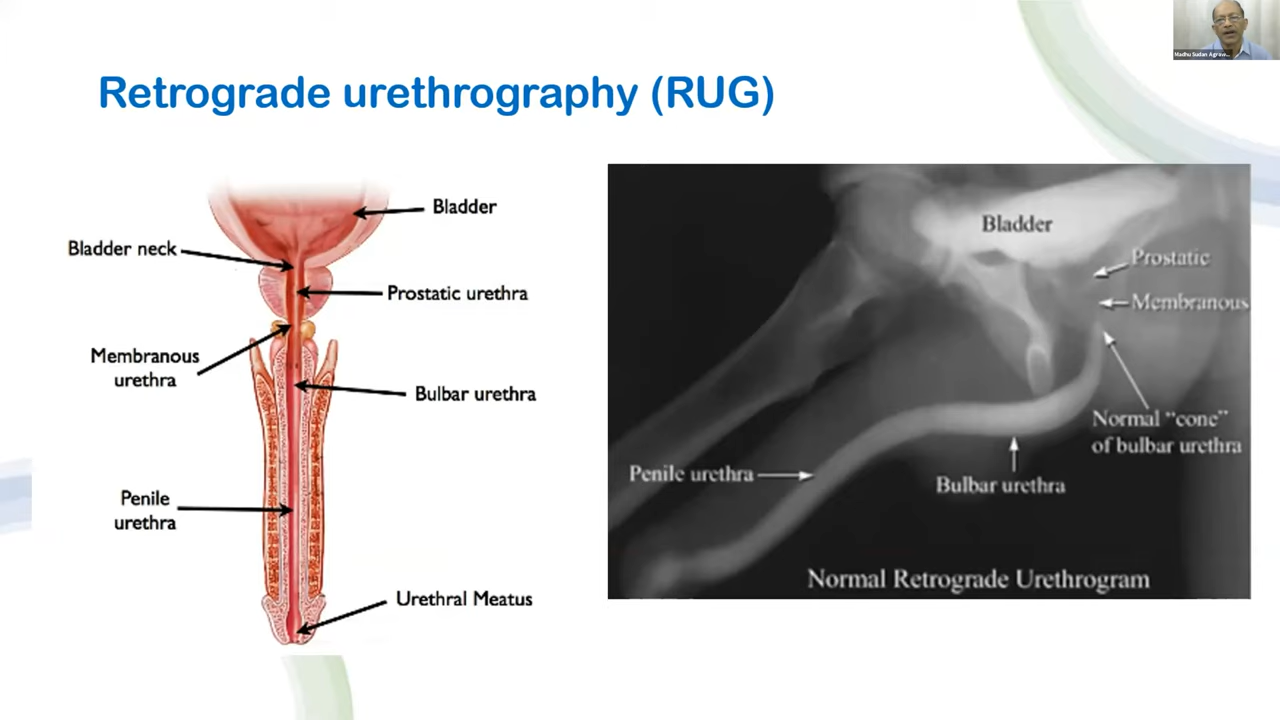 Madhu Sudan Agraw...
Retrograde urethrography (RUG)
Bladder
Bladder neck
Prostatic urethra
Membranous
urethra
Bulbar urethra
Penile
urethra
Urethral Meatus
Bladder
Prostatic
Membranous
Normal “cone”
of bulbar urethra
Penile urethra
Bulbar urethra
Normal Retrograde Urethrogram